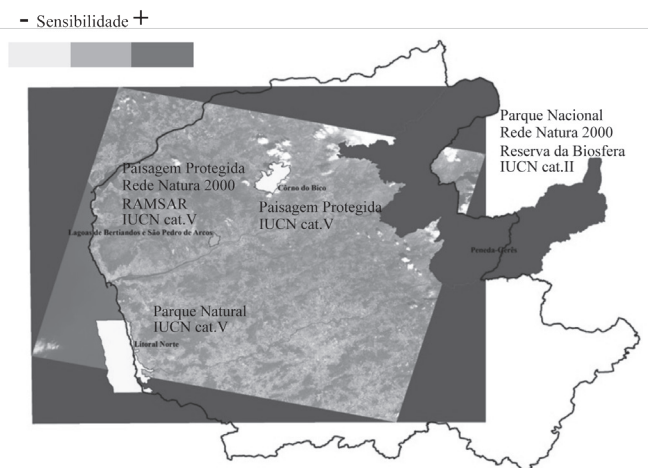 - Sensibilidade +
Parque Nacional
Rede Natura 2000
Reserva da Biosfera
IUCN cat.II
Paisagem Protegida
Rede Natura 2000
RAMSAR
IUCN cat.V
Lagoas de Bertiandos e São Pedro de Arcos
Côrno do Bico
Paisagem Protegida
IUCN cat.V
Peneda-Gerês
Parque Natural
IUCN cat.V
Litoral Norte